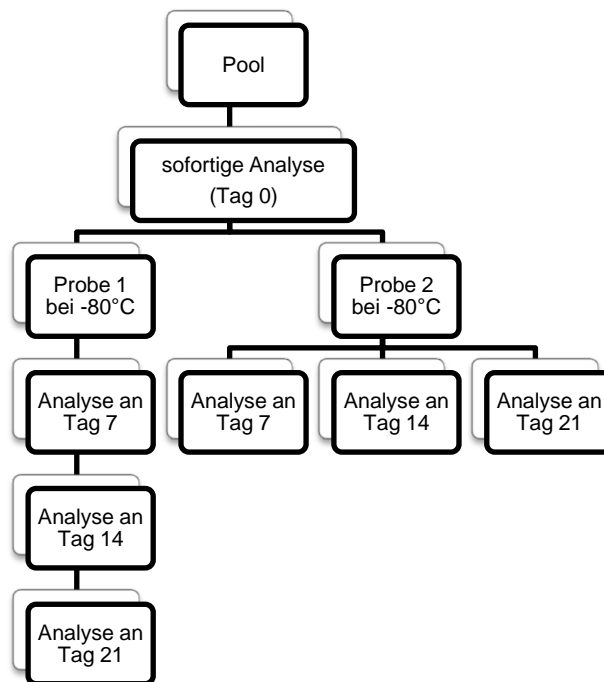 Pool
sofortige Analyse
(Tag 0)
Probe 1
bei -80°C
Probe 2
bei -80°C
Analyse an
Tag 7
Analyse an
Tag 7
Analyse an
Tag 14
Analyse an
Tag 21
Analyse an
Tag 14
Analyse an
Tag 21